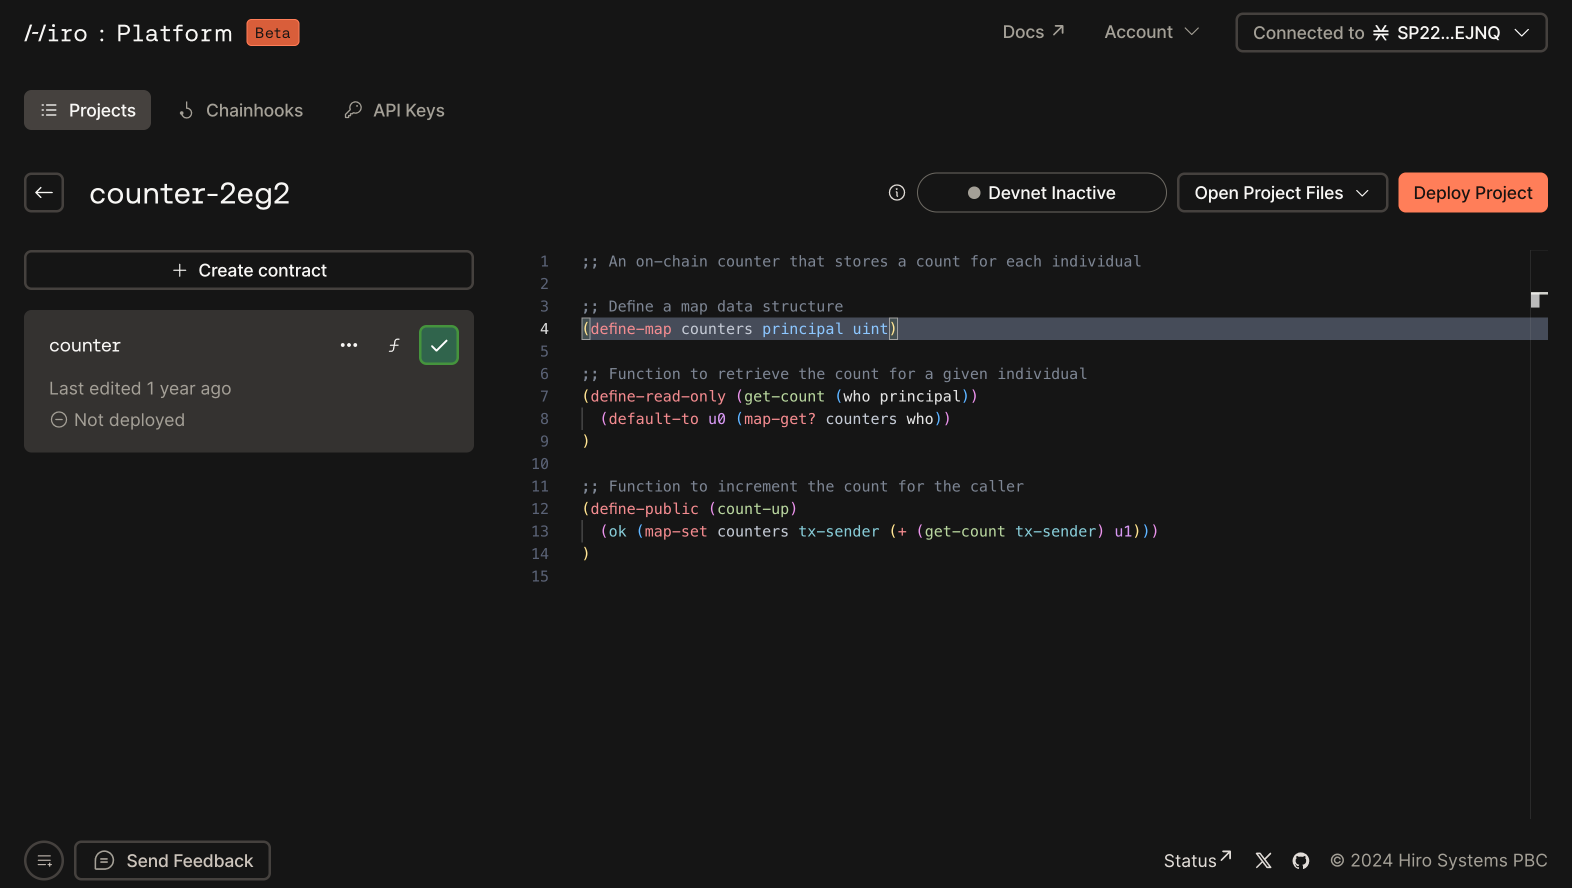 Hiro : Platform Beta
Docs
Account
Connected to SP22...EJNQ
Projects
Chainhooks
API Keys
counter-2eg2
Devnet Inactive
Open Project Files
Deploy Project
+ Create contract
counter
Last edited 1 year ago
Not deployed
1 ;; An on-chain counter that stores a count for each individual
2
3 ;; Define a map data structure
4 (define-map counters principal uint)
5
6 ;; Function to retrieve the count for a given individual
7 (define-read-only (get-count (who principal))
8 (default-to u0 (map-get? counters who))
9 )
10
11 ;; Function to increment the count for the caller
12 (define-public (count-up)
13 (ok (map-set counters tx-sender (+ (get-count tx-sender) u1)))
14 )
15
Send Feedback
Status
© 2024 Hiro Systems PBC